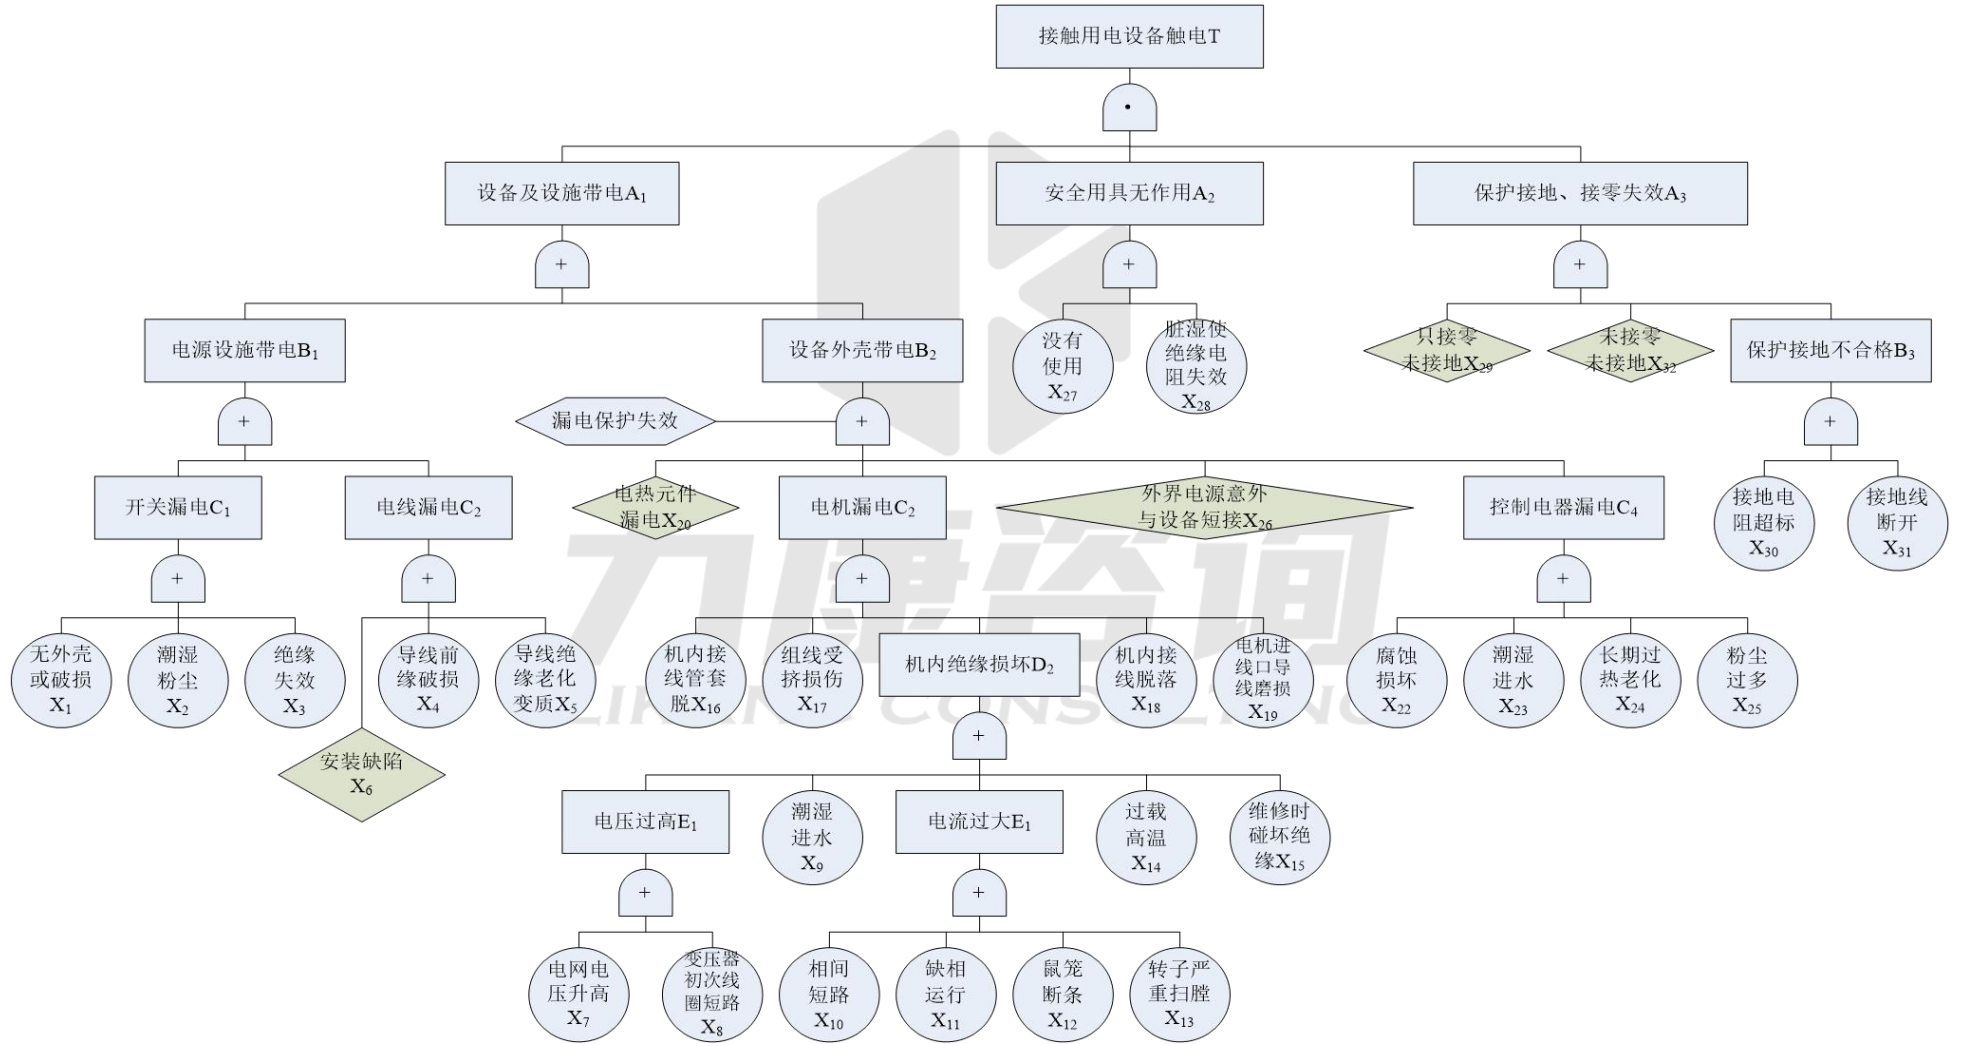 接触用电设备触电T
设备及设施带电A1
安全用具无作用A2
保护接地、接零失效A3
+
+
+
电源设施带电B1
设备外壳带电B2
没有
使用
X27
脏湿使
绝缘电
阻失效
X28
只接零
未接地X29
未接零
未接地X32
保护接地不合格B3
+
漏电保护失效
+
+
开关漏电C1
电线漏电C2
电热元件
漏电X20
电机漏电C2
外界电源意外
与设备短接X26
控制电器漏电C4
接地电
阻超标
X30
接地线
断开
X31
+
+
+
+
无外壳
或破损
X1
潮湿
粉尘
X2
绝缘
失效
X3
导线前
缘破损
X4
导线绝
缘老化
变质X5
机内接
线管套
脱X16
组线受
挤损伤
X17
机内绝缘损坏D2
机内接
线脱落
X18
电机进
线口导
线磨损
X19
腐蚀
损坏
X22
潮湿
进水
X23
长期过
热老化
X24
粉尘
过多
X25
力康咨询
LIKANG CONSULTING
安装缺陷
X6
+
电压过高E1
潮湿
进水
X9
电流过大E1
过载
高温
X14
维修时
碰坏绝
缘X15
+
+
电网电
压升高
X7
变压器
初次线
圈短路
X8
相间
短路
X10
缺相
运行
X11
鼠笼
断条
X12
转子严
重扫膛
X13